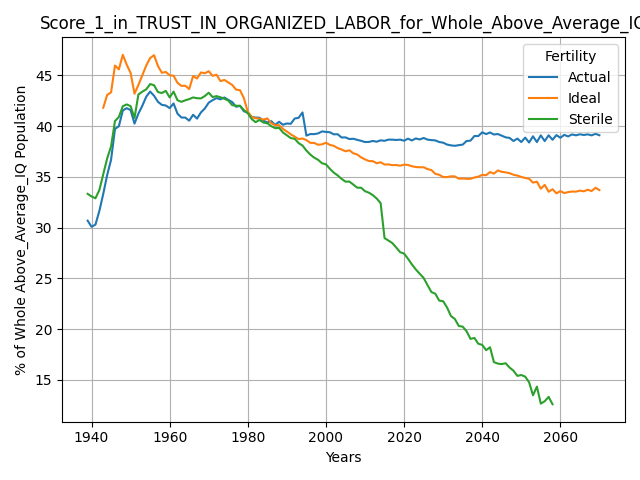 Score_1_in_TRUST_IN_ORGANIZED_LABOR_for_Whole_Above_Average_IQ
% of Whole Above_Average_IQ Population
45
40
35
30
25
20
15
Fertility
Actual
Ideal
Sterile
1940 1960 1980 2000 2020 2040 2060
Years